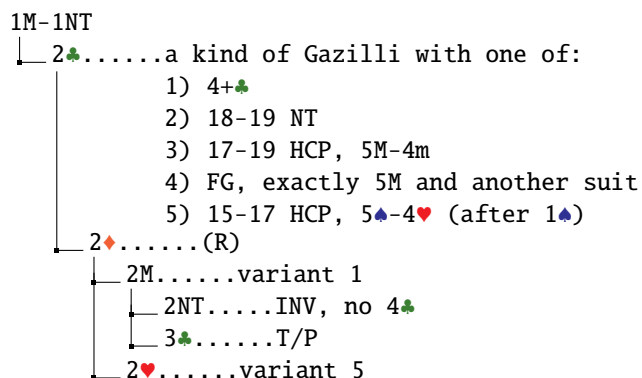 1M-1NT
2♣......a kind of Gazilli with one of:
1) 4+♣
2) 18-19 NT
3) 17-19 HCP, 5M-4m
4) FG, exactly 5M and another suit
5) 15-17 HCP, 5♠-4♥ (after 1♠)
2♦......(R)
2M......variant 1
2NT.....INV, no 4♣
3♣......T/P
2♥......variant 5